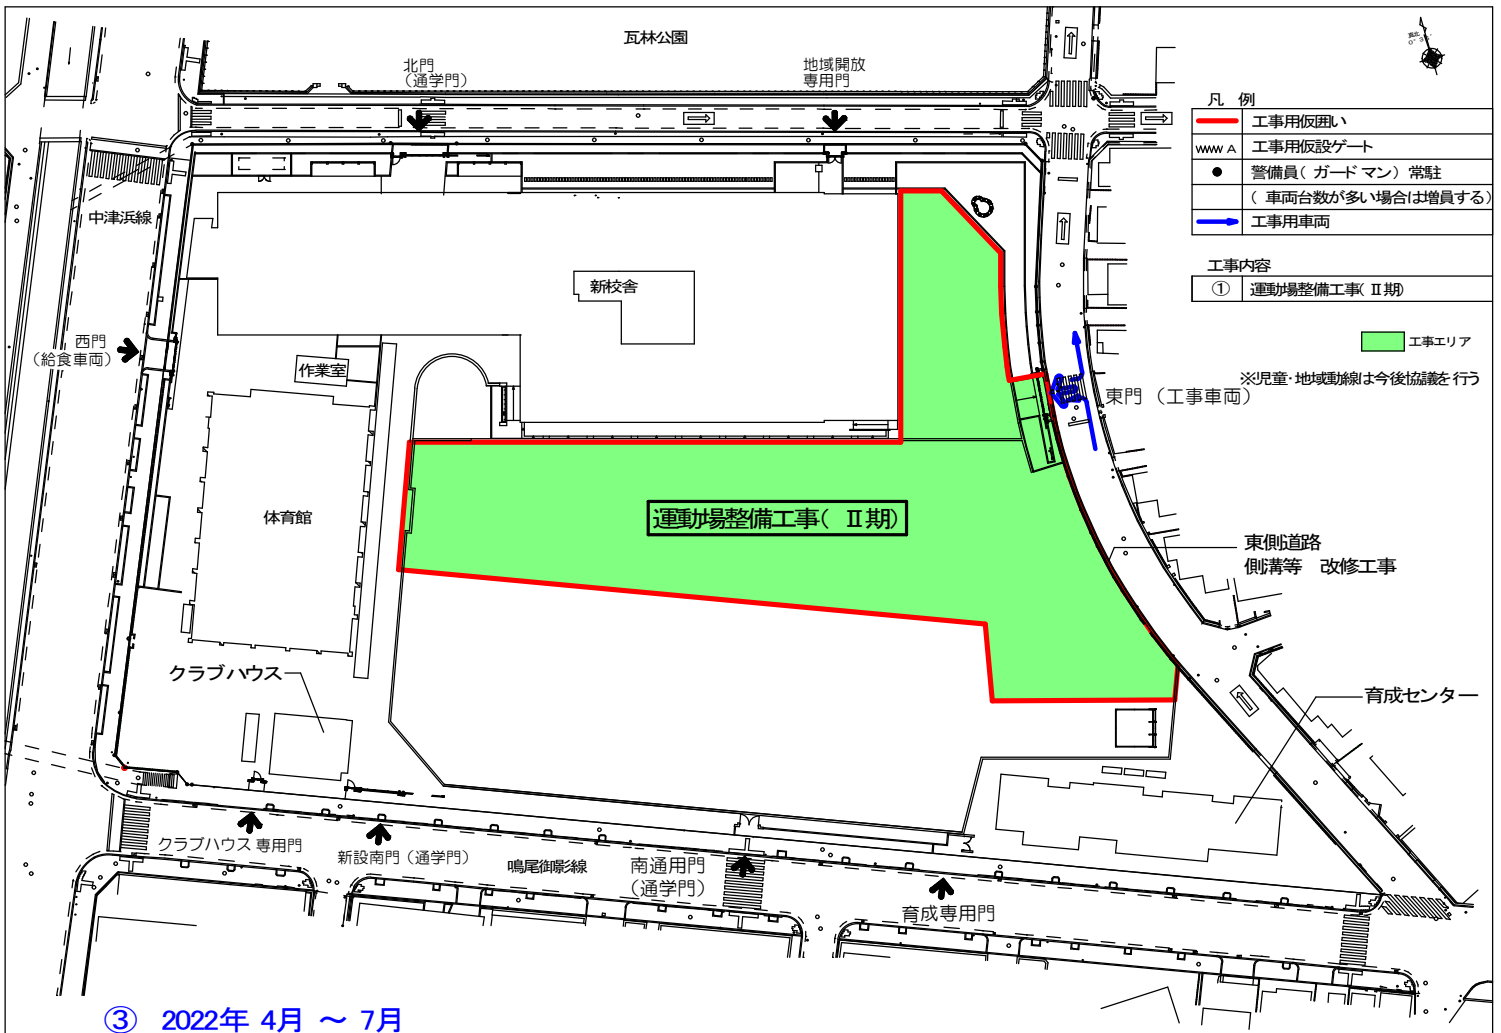 瓦林公園
北門
(通学門)
地域開放
専用門
真北
凡 例
工事用仮囲い
A 工事用仮設ゲート
警備員( ガードマン) 常駐
( 車両台数が多い場合は増員する)
工事用車両
工事内容
① 運動場整備工事( Ⅱ期)
工事エリア
※児童・地域動線は今後協議を行う
中津浜線
新校舎
西門
(給食車両)
作業室
東門 (工事車両)
体育館
運動場整備工事( Ⅱ期)
東側道路
側溝等 改修工事
クラブハウス
育成センター
クラブハウス専用門
新設南門(通学門)
鳴尾御影線
南通用門
(通学門)
育成専用門
③ 2022年 4月 ~ 7月